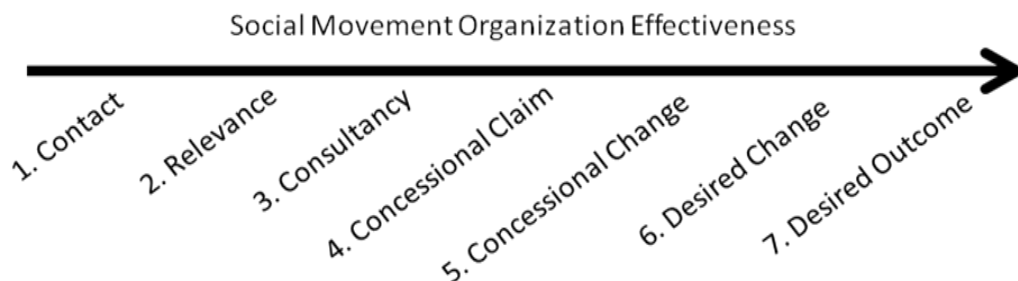 Social Movement Organization Effectiveness
1. Contact
2. Relevance
3. Consultancy
4. Concessional Claim
5. Concessional Change
6. Desired Change
7. Desired Outcome